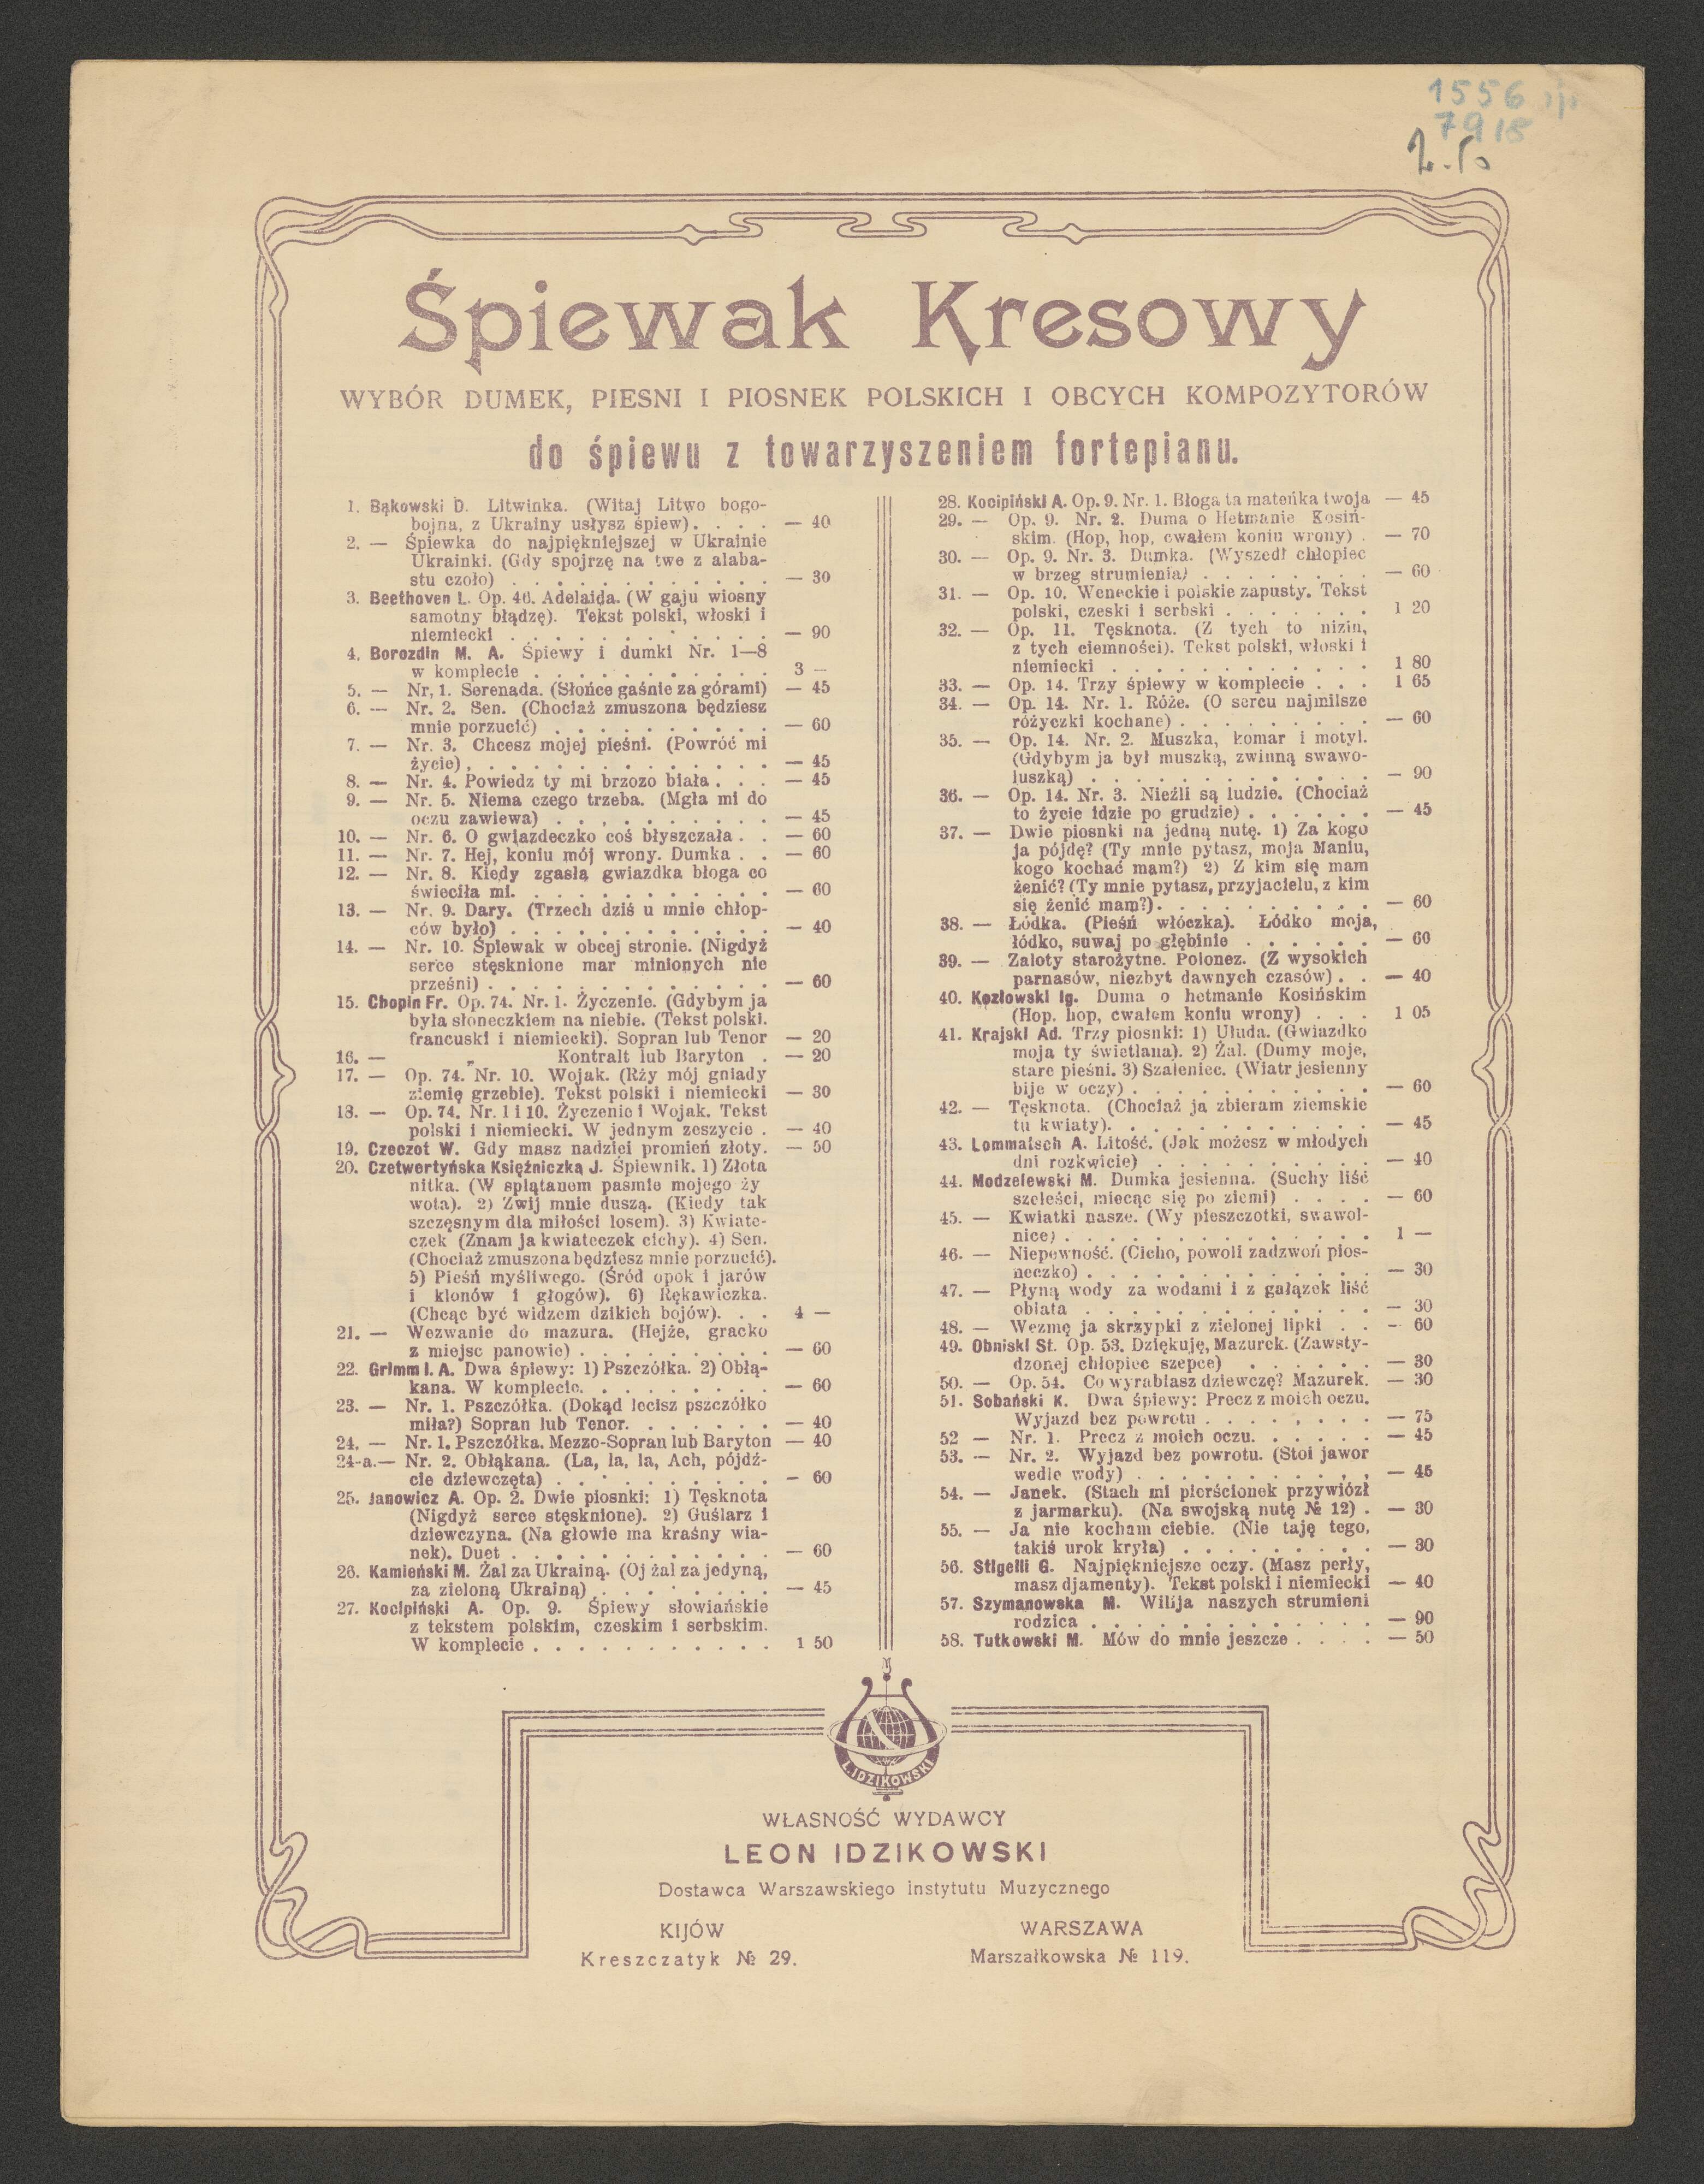 1556
7918
Śpiewak Kresowy
WYBÓR DUMEK, PIESNI I PIOSNEK POLSKICH I OBCYCH KOMPOZYTORÓW
do śpiewu z towarzyszeniem fortepianu.
1. Bąkowski D. Litwinka. (Witaj Litwo bogo-
bojna, z Ukrainy usłysz śpiew). . . . — 40
2. — Śpiewka do najpiękniejszej w Ukrainie
Ukrainki. (Gdy spojrzę na twe z alaba-
stu czoło) . . . . . . . . . . . . — 30
3. Beethoven L. Op. 46. Adelaida. (W gaju wiosny
samotny błądzę). Tekst polski, włoski i
niemiecki . . . . . . . . . . . . — 90
4. Borozdin M. A. Śpiewy i dumki Nr. 1—8
w komplecie . . . . . . . . . . . 3 —
5. — Nr. 1. Serenada. (Słońce gaśnie za górami) — 45
6. — Nr. 2. Sen. (Chociaż zmuszona będziesz
mnie porzucić) . . . . . . . . . . — 60
7. — Nr. 3. Chcesz mojej pięśni. (Powróć mi
życie) . . . . . . . . . . . . . . — 45
8. — Nr. 4. Powiedz ty mi brzozo biała . . . — 45
9. — Nr. 5. Niema czego trzeba. (Mgła mi do
oczu zawiewa) . . . . . . . . . . — 45
10. — Nr. 6. O gwiazdeczko coś błyszczała . . — 60
11. — Nr. 7. Hej, koniu mój wrony. Dumka . . — 60
12. — Nr. 8. Kiedy zgasłą gwiazdka błoga co
świeciła mi. . . . . . . . . . . . — 60
13. — Nr. 9. Dary. (Trzech dziś u mnie chłop-
ców było) . . . . . . . . . . . . — 40
14. — Nr. 10. Śpiewak w obcej stronie. (Nigdyż
serce stęsknione mar minionych nie
prześni) . . . . . . . . . . . . . — 60
15. Chopin Fr. Op. 74. Nr. 1. Życzenie. (Gdybym ja
była słoneczkiem na niebie. (Tekst polski.
francuski i niemiecki). Sopran lub Tenor — 20
16. — „ Kontralt lub Baryton . — 20
17. — Op. 74. Nr. 10. Wojak. (Rży mój gniady
ziemię grzebie). Tekst polski i niemiecki — 30
18. — Op. 74. Nr. 1 i 10. Życzenie i Wojak. Tekst
polski i niemiecki. W jednym zeszycie . — 40
19. Czeczot W. Gdy masz nadziei promień złoty. — 50
20. Czetwertyńska Księźniczka J. Śpiewnik. 1) Złota
nitka. (W splątanem pasmie mojego ży
wota). 2) Zwij mnie duszą. (Kiedy tak
szczęsnym dla miłości losem). 3) Kwiate-
czek (Znam ja kwiateczek cichy). 4) Sen.
(Chociaż zmuszona będziesz mnie porzucić).
5) Pieśń myśliwego. (Śród opok i jarów
i klonów i głogów). 6) Rękawiczka.
(Chcąc być widzem dzikich bojów). . . 4 —
21. — Wezwanie do mazura. (Hejże, gracko
z miejsc panowie) . . . . . . . . . — 60
22. Grimm I. A. Dwa śpiewy: 1) Pszczółka. 2) Obłą-
kana. W komplecie. . . . . . . . . — 60
23. — Nr. 1. Pszczółka. (Dokąd lecisz pszczółko
miła?) Sopran lub Tenor. . . . . . . — 40
24. — Nr. 1. Pszczółka. Mezzo-Sopran lub Baryton — 40
24-a.— Nr. 2. Obłąkana. (La, la, la, Ach, pójdź-
cie dziewczęta) . . . . . . . . . . — 60
25. Janowicz A. Op. 2. Dwie piosnki: 1) Tęsknota
(Nigdyż serce stęsknione). 2) Guślarz i
dziewczyna. (Na głowie ma kraśny wia-
nek). Duet . . . . . . . . . . . . — 60
26. Kamieński M. Żal za Ukrainą. (Oj żal za jedyną,
za zieloną Ukrainą) . . . . . . . . — 45
27. Kocipiński A. Op. 9. Śpiewy słowiańskie
z tekstem polskim, czeskim i serbskim.
W komplecie . . . . . . . . . . . 1 50
28. Kocipiński A. Op. 9. Nr. 1. Błoga ta mateńka twoja — 45
29. — Op. 9. Nr. 2. Duma o Hetmanie Kosiń-
skim. (Hop, hop, cwałem koniu wrony) . — 70
30. — Op. 9. Nr. 3. Dumka. (Wyszedł chłopiec
w brzeg strumienia) . . . . . . . . — 60
31. — Op. 10. Weneckie i polskie zapusty. Tekst
polski, czeski i serbski . . . . . . . 1 20
32. — Op. 11. Tęsknota. (Z tych to nizin,
z tych ciemności). Tekst polski, włoski i
niemiecki . . . . . . . . . . . . 1 80
33. — Op. 14. Trzy śpiewy w komplecie . . . 1 65
34. — Op. 14. Nr. 1. Róże. (O sercu najmilsze
różyczki kochane) . . . . . . . . . — 60
35. — Op. 14. Nr. 2. Muszka, komar i motyl.
(Gdybym ja był muszką, zwinną swawo-
luszką) . . . . . . . . . . . . . — 90
36. — Op. 14. Nr. 3. Nieźli są ludzie. (Chociaż
to życie idzie po grudzie) . . . . . . — 45
37. — Dwie piosnki na jedną nutę. 1) Za kogo
ja pójdę? (Ty mnie pytasz, moja Maniu,
kogo kochać mam?) 2) Z kim się mam
żenić? (Ty mnie pytasz, przyjacielu, z kim
się żenić mam?). . . . . . . . . . — 60
38. — Łódka. (Pieśń włóczka). Łódko moja,
łódko, suwaj po głębinie . . . . . . — 60
39. — Zaloty starożytne. Polonez. (Z wysokich
parnasów, niezbyt dawnych czasów) . . — 40
40. Kozłowski Ig. Duma o hetmanie Kosińskim
(Hop. hop, cwałem koniu wrony) . . . 1 05
41. Krajski Ad. Trzy piosnki: 1) Ułuda. (Gwiazdko
moja ty świetlana). 2) Żal. (Dumy moje,
stare pieśni. 3) Szaleniec. (Wiatr jesienny
bije w oczy) . . . . . . . . . . . — 60
42. — Tęsknota. (Chociaż ja zbieram ziemskie
tu kwiaty). . . . . . . . . . . . — 45
43. Lommatsch A. Litość. (Jak możesz w młodych
dni rozkwicie) . . . . . . . . . . — 40
44. Modzelewski M. Dumka jesienna. (Suchy liść
szeleści, miecąc się po ziemi) . . . . — 60
45. — Kwiatki nasze. (Wy pieszczotki, swawol-
nice) . . . . . . . . . . . . . . 1 —
46. — Niepewność. (Cicho, powoli zadzwoń pios-
neczko) . . . . . . . . . . . . . — 30
47. — Płyną wody za wodami i z gałązek liść
oblata . . . . . . . . . . . . . — 30
48. — Wezmę ja skrzypki z zielonej lipki . . — 60
49. Obniski St. Op. 53. Dziękuję, Mazurek. (Zawsty-
dzonej chłopiec szepce) . . . . . . — 30
50. — Op. 54. Co wyrabiasz dziewczę? Mazurek. — 30
51. Sobański K. Dwa śpiewy: Precz z moich oczu.
Wyjazd bez powrotu . . . . . . . . — 75
52 — Nr. 1. Precz z moich oczu. . . . . . — 45
53. — Nr. 2. Wyjazd bez powrotu. (Stoi jawor
wedle wody) . . . . . . . . . . . — 45
54. — Janek. (Stach mi pierścionek przywiózł
z jarmarku). (Na swojską nutę № 12) . — 30
55. — Ja nie kocham ciebie. (Nie taję tego,
takiś urok kryła) . . . . . . . . . — 30
56. Stigelli G. Najpiękniejsze oczy. (Masz perły,
masz djamenty). Tekst polski i niemiecki — 40
57. Szymanowska M. Wilija naszych strumieni
rodzica . . . . . . . . . . . . . — 90
58. Tutkowski M. Mów do mnie jeszcze . . . . — 50
L. IDZIKOWSKI
WŁASNOŚĆ WYDAWCY
LEON IDZIKOWSKI
Dostawca Warszawskiego instytutu Muzycznego
KIJÓW
Kreszczatyk № 29.
WARSZAWA
Marszałkowska № 119.